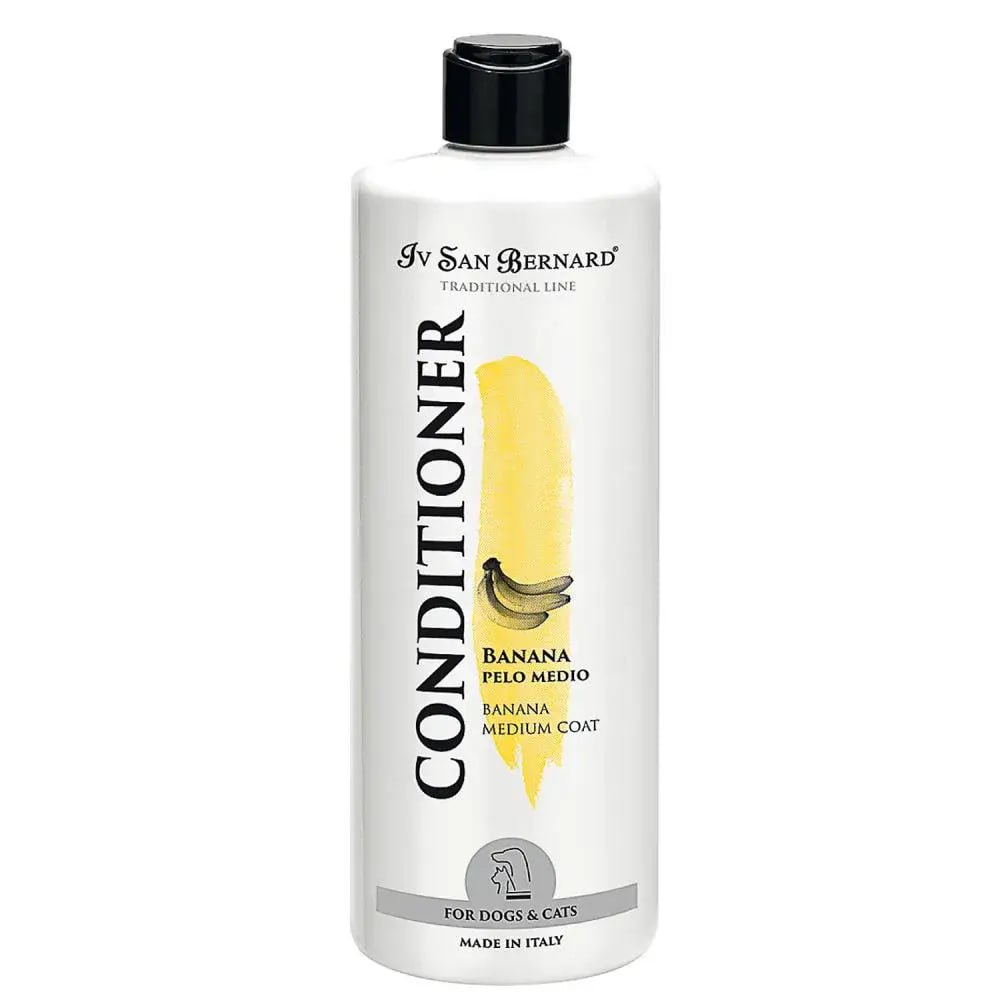 Iv San Bernard®
TRADITIONAL LINE
CONDITIONER
BANANA
PELO MEDIO
BANANA
MEDIUM COAT
FOR DOGS & CATS
MADE IN ITALY